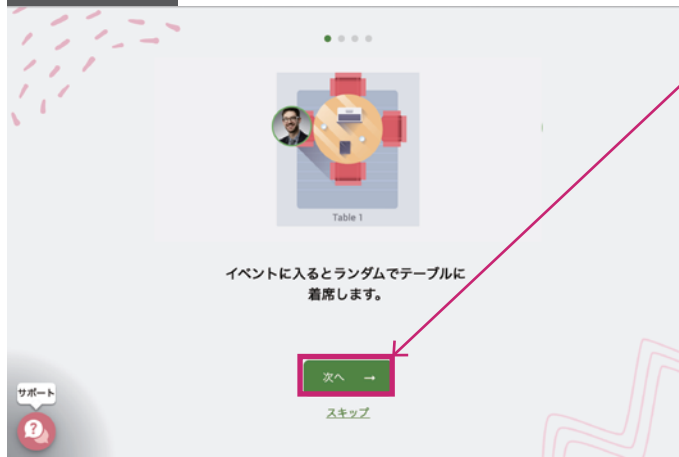 Table 1
イベントに入るとランダムでテーブルに
着席します。
次へ →
スキップ
サポート
?